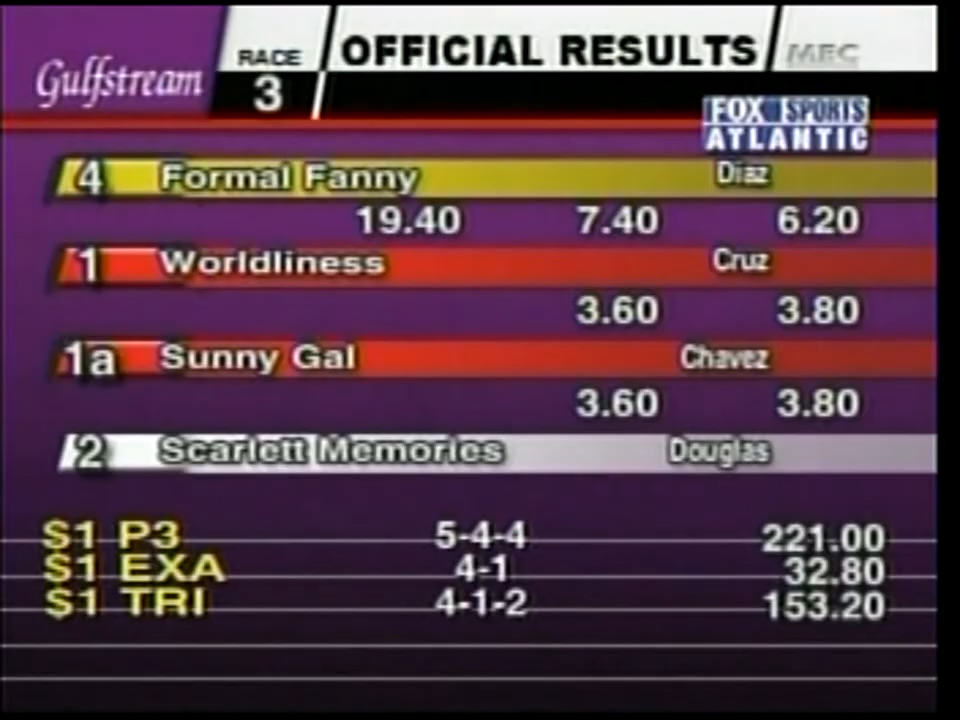 Gulfstream
RACE 3
OFFICIAL RESULTS
MEC
FOX SPORTS
ATLANTIC
4 Formal Fanny Diaz
19.40 7.40 6.20
1 Worldliness Cruz
3.60 3.80
1a Sunny Gal Chavez
3.60 3.80
2 Scarlett Memories Douglas
$1 P3 5-4-4 221.00
$1 EXA 4-1 32.80
$1 TRI 4-1-2 153.20